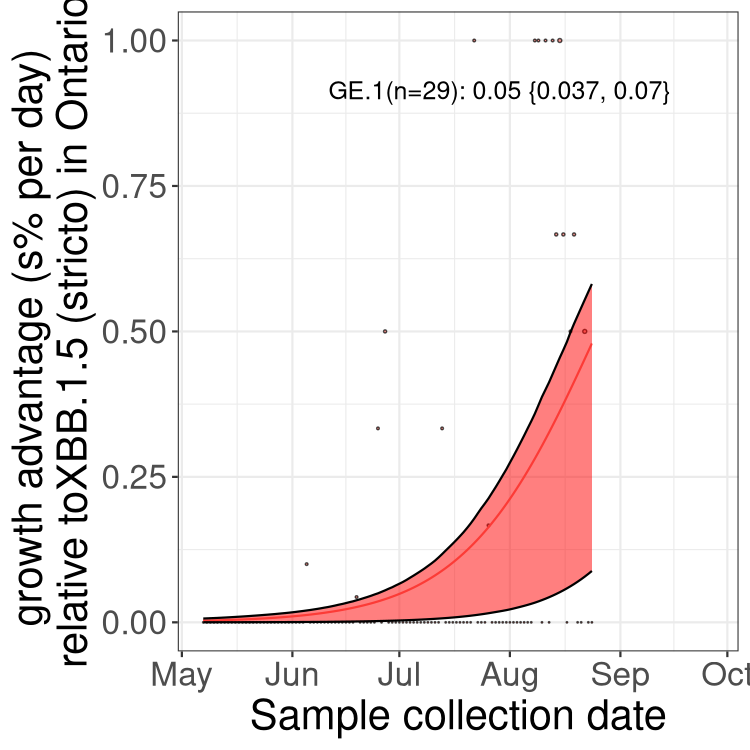 growth advantage (s% per day)
relative toXBB.1.5 (stricto) in Ontario
1.00
0.75
0.50
0.25
0.00
GE.1(n=29): 0.05 {0.037, 0.07}
May Jun Jul Aug Sep Oct
Sample collection date